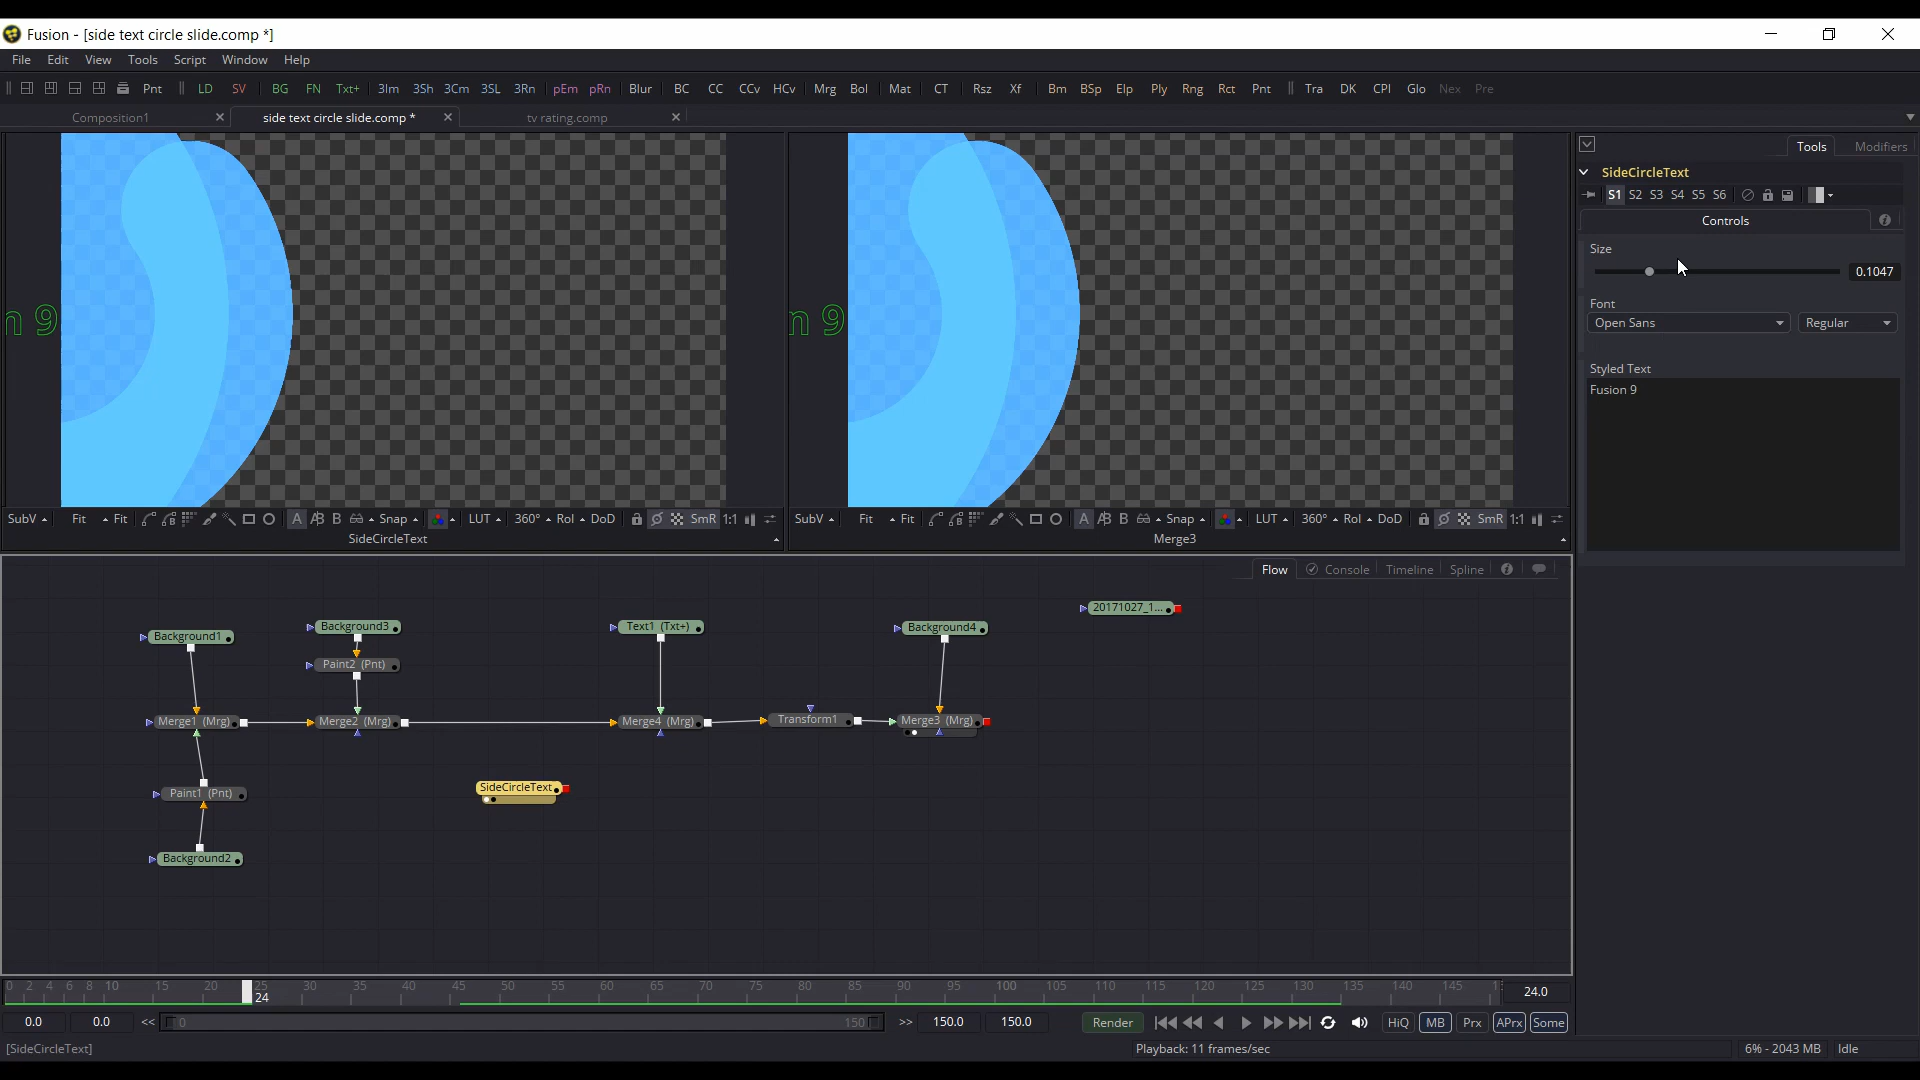 Fusion - [side text circle slide.comp *]
File Edit View Tools Script Window Help
Pnt LD SV BG FN Txt+ 3Im 3Sh 3Cm 3SL 3Rn pEm pRn Blur BC CC CCv HCv Mrg Bol Mat CT Rsz Xf Bm BSp Elp Ply Rng Rct Pnt Tra DK CPl Glo Nex Pre
Composition1 side text circle slide.comp * tv rating.comp
Tools Modifiers
SideCircleText
S1 S2 S3 S4 S5 S6
Controls
Size
0.1047
Font
Open Sans Regular
Styled Text
Fusion 9
n 9
n 9
SubV Fit Fit A A B Snap LUT 360° RoI DoD SmR 1:1
SubV Fit Fit A A B Snap LUT 360° RoI DoD SmR 1:1
SideCircleText
Merge3
Flow Console Timeline Spline
20171027_1...
Background1
Background3
Text1 (Txt+)
Background4
Paint2 (Pnt)
Merge1 (Mrg)
Merge2 (Mrg)
Merge4 (Mrg)
Transform1
Merge3 (Mrg)
SideCircleText
Paint1 (Pnt)
Background2
0 2 4 6 8 10 15 20 25 30 35 40 45 50 55 60 65 70 75 80 85 90 95 100 105 110 115 120 125 130 135 140 145
24
24.0
0.0 0.0 << 0 150 >> 150.0 150.0 Render HiQ MB Prx APrx Some
[SideCircleText]
Playback: 11 frames/sec
6% - 2043 MB Idle